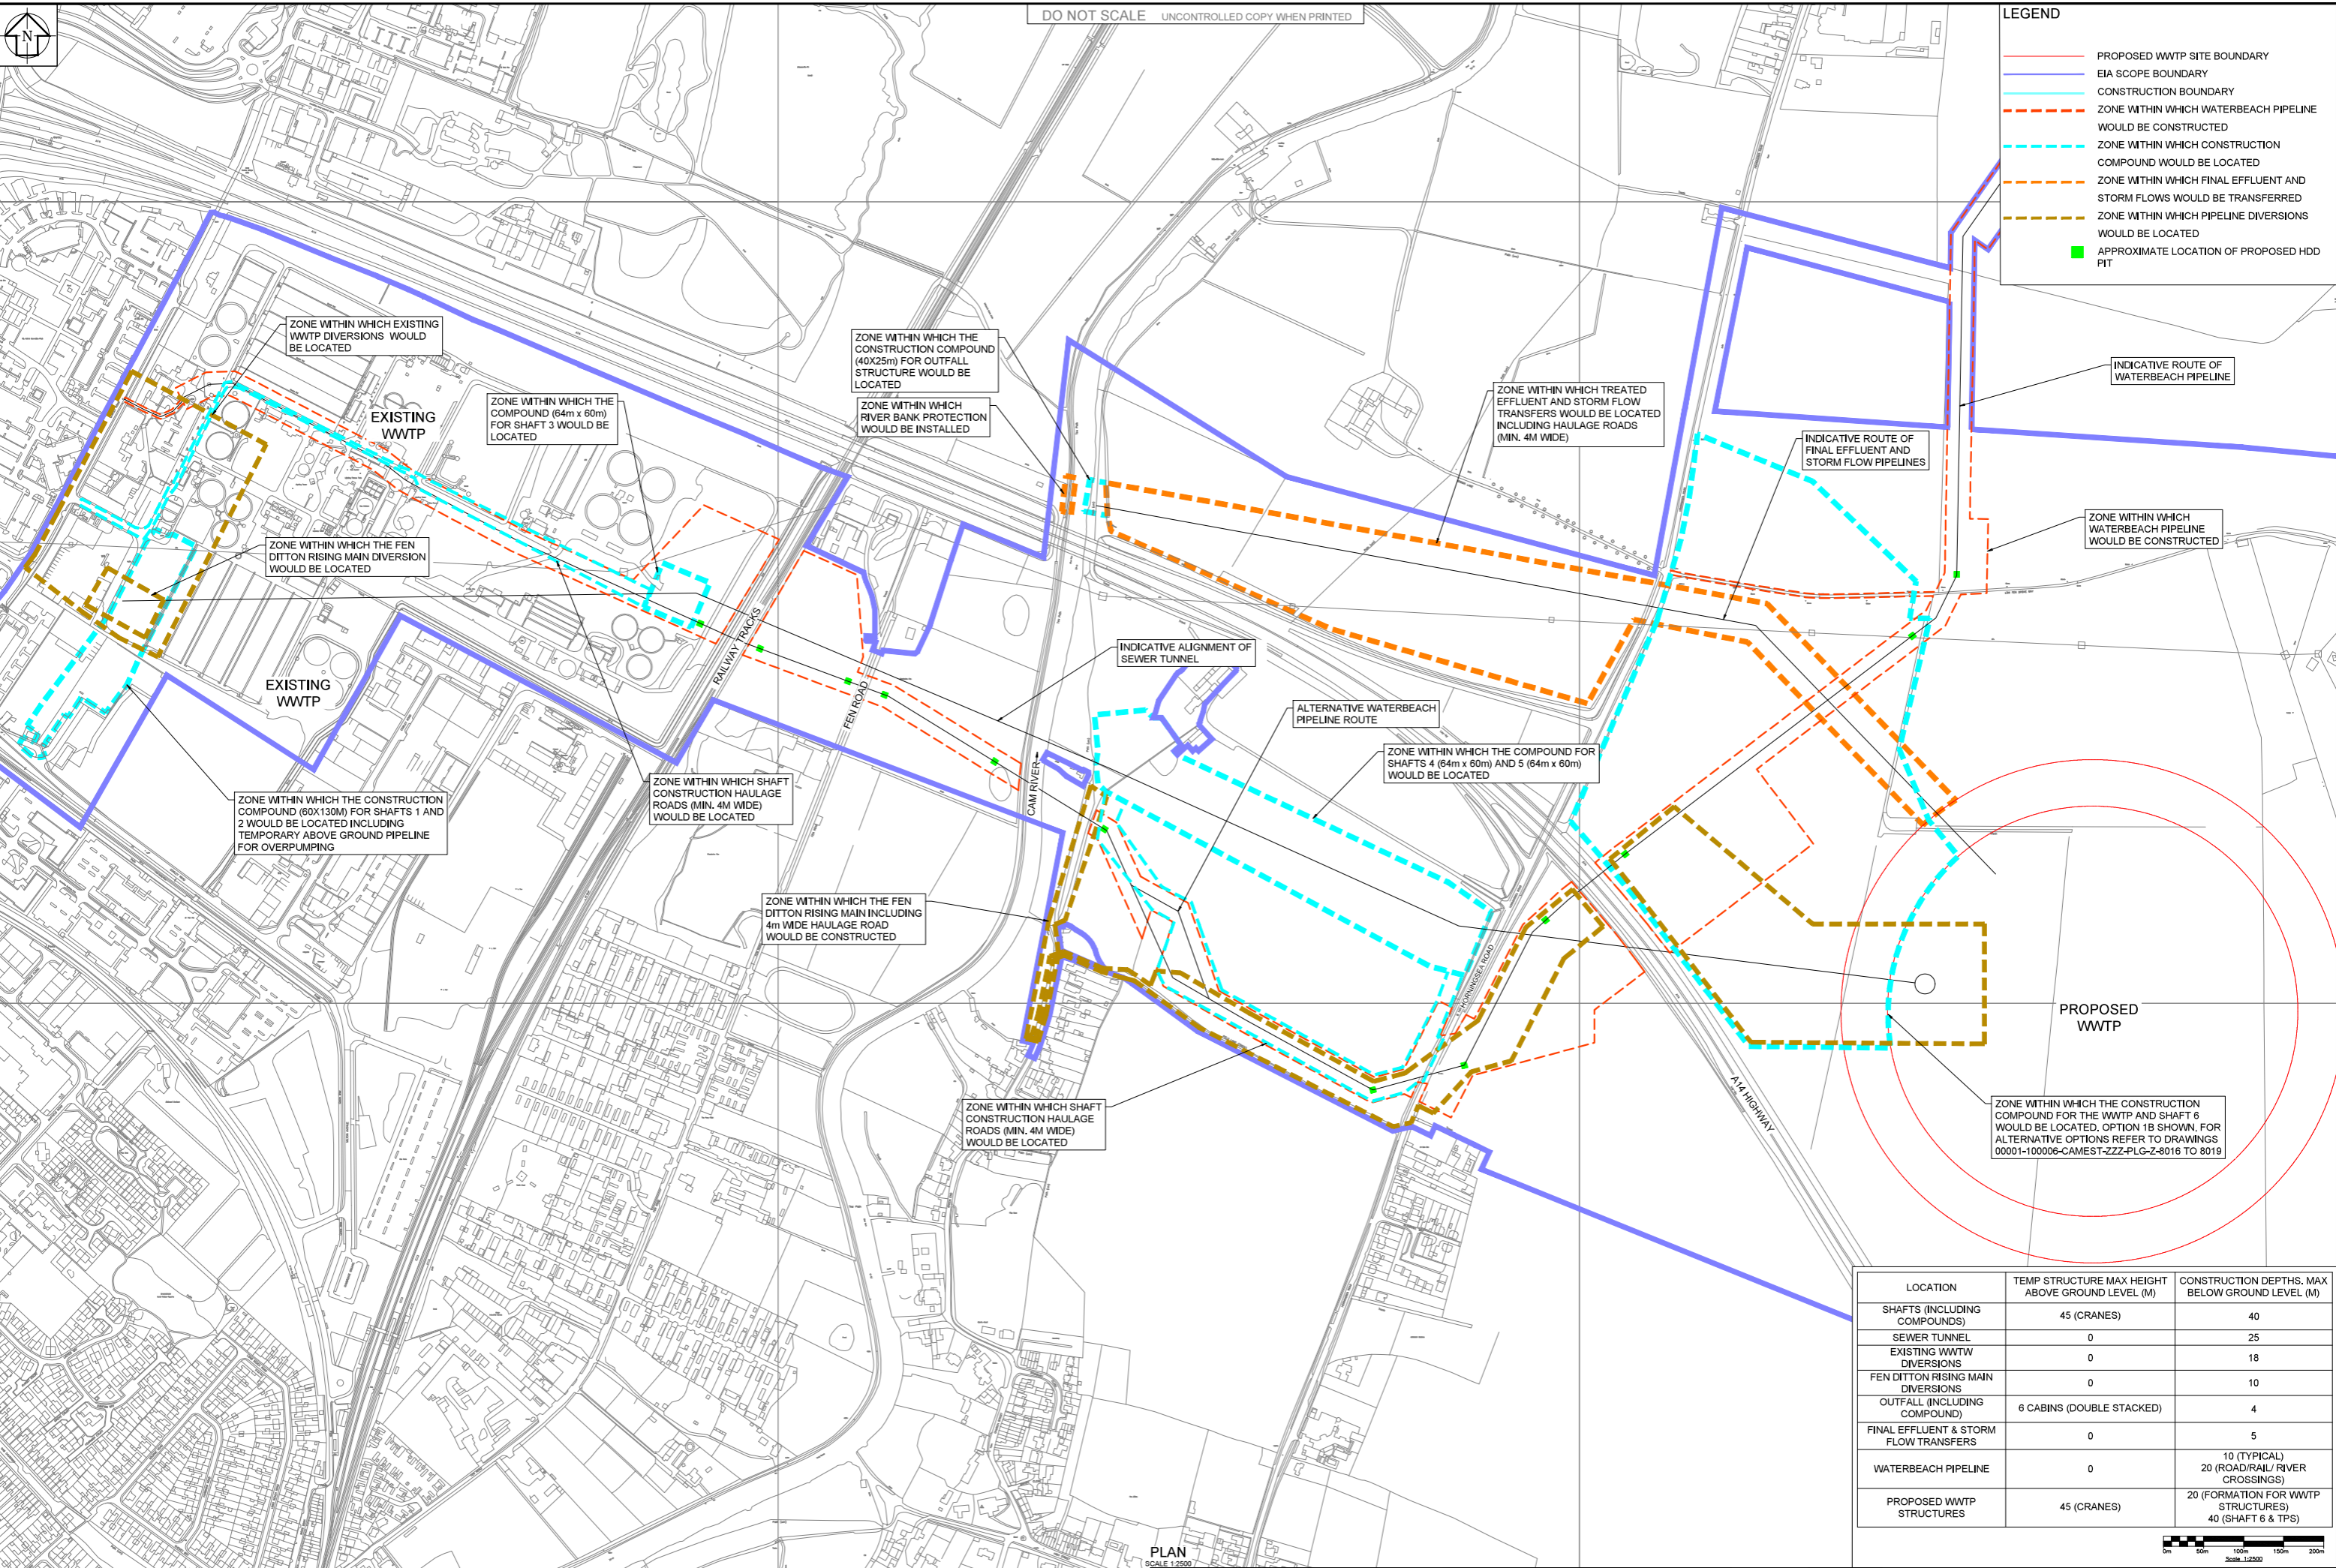 N
DO NOT SCALE UNCONTROLLED COPY WHEN PRINTED
LEGEND
PROPOSED WWTP SITE BOUNDARY
EIA SCOPE BOUNDARY
CONSTRUCTION BOUNDARY
ZONE WITHIN WHICH WATERBEACH PIPELINE
WOULD BE CONSTRUCTED
ZONE WITHIN WHICH CONSTRUCTION
COMPOUND WOULD BE LOCATED
ZONE WITHIN WHICH FINAL EFFLUENT AND
STORM FLOWS WOULD BE TRANSFERRED
ZONE WITHIN WHICH PIPELINE DIVERSIONS
WOULD BE LOCATED
APPROXIMATE LOCATION OF PROPOSED HDD
PIT
ZONE WITHIN WHICH EXISTING
WWTP DIVERSIONS WOULD
BE LOCATED
ZONE WITHIN WHICH THE
CONSTRUCTION COMPOUND
(40X25m) FOR OUTFALL
STRUCTURE WOULD BE
LOCATED
INDICATIVE ROUTE OF
WATERBEACH PIPELINE
EXISTING
WWTP
ZONE WITHIN WHICH THE
COMPOUND (64m x 60m)
FOR SHAFT 3 WOULD BE
LOCATED
ZONE WITHIN WHICH
RIVER BANK PROTECTION
WOULD BE INSTALLED
ZONE WITHIN WHICH TREATED
EFFLUENT AND STORM FLOW
TRANSFERS WOULD BE LOCATED
INCLUDING HAULAGE ROADS
(MIN. 4M WIDE)
INDICATIVE ROUTE OF
FINAL EFFLUENT AND
STORM FLOW PIPELINES
ZONE WITHIN WHICH
WATERBEACH PIPELINE
WOULD BE CONSTRUCTED
ZONE WITHIN WHICH THE FEN
DITTON RISING MAIN DIVERSION
WOULD BE LOCATED
RAILWAY TRACKS
INDICATIVE ALIGNMENT OF
SEWER TUNNEL
EXISTING
WWTP
FEN ROAD
ALTERNATIVE WATERBEACH
PIPELINE ROUTE
ZONE WITHIN WHICH THE COMPOUND FOR
SHAFTS 4 (64m x 60m) AND 5 (64m x 60m)
WOULD BE LOCATED
CAM RIVER
ZONE WITHIN WHICH SHAFT
CONSTRUCTION HAULAGE
ROADS (MIN. 4M WIDE)
WOULD BE LOCATED
ZONE WITHIN WHICH THE CONSTRUCTION
COMPOUND (60X130M) FOR SHAFTS 1 AND
2 WOULD BE LOCATED INCLUDING
TEMPORARY ABOVE GROUND PIPELINE
FOR OVERPUMPING
ZONE WITHIN WHICH THE FEN
DITTON RISING MAIN INCLUDING
4m WIDE HAULAGE ROAD
WOULD BE CONSTRUCTED
HORNINGSEA ROAD
PROPOSED
WWTP
A14 HIGHWAY
ZONE WITHIN WHICH SHAFT
CONSTRUCTION HAULAGE
ROADS (MIN. 4M WIDE)
WOULD BE LOCATED
ZONE WITHIN WHICH THE CONSTRUCTION
COMPOUND FOR THE WWTP AND SHAFT 6
WOULD BE LOCATED. OPTION 1B SHOWN. FOR
ALTERNATIVE OPTIONS REFER TO DRAWINGS
00001-100006-CAMEST-ZZZ-PLG-Z-8016 TO 8019
LOCATION
TEMP STRUCTURE MAX HEIGHT
ABOVE GROUND LEVEL (M)
CONSTRUCTION DEPTHS. MAX
BELOW GROUND LEVEL (M)
SHAFTS (INCLUDING
COMPOUNDS)
45 (CRANES)
40
SEWER TUNNEL
0
25
EXISTING WWTW
DIVERSIONS
0
18
FEN DITTON RISING MAIN
DIVERSIONS
0
10
OUTFALL (INCLUDING
COMPOUND)
6 CABINS (DOUBLE STACKED)
4
FINAL EFFLUENT & STORM
FLOW TRANSFERS
0
5
WATERBEACH PIPELINE
0
10 (TYPICAL)
20 (ROAD/RAIL/ RIVER
CROSSINGS)
PROPOSED WWTP
STRUCTURES
45 (CRANES)
20 (FORMATION FOR WWTP
STRUCTURES)
40 (SHAFT 6 & TPS)
PLAN
SCALE 1:2500
0m 50m 100m 150m 200m
Scale 1:2500